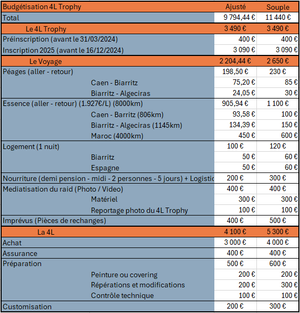 Budgétisation 4L Trophy Ajusté Souple
Total 9 794,44 € 11 440 €
Le 4L Trophy 3 490 € 3 490 €
Préinscription (avant le 31/03/2024) 400 € 400 €
Inscription 2025 (avant le 16/12/2024) 3 090 € 3 090 €
Le Voyage 2 204,44 € 2 650 €
Péages (aller - retour) 198,50 € 230 €
Caen - Biarritz 75,20 € 85 €
Biarritz - Algeciras 24,05 € 30 €
Essence (aller - retour) (1.927€/L) (8000km) 905,94 € 1 100 €
Caen - Biarritz (806km) 93,58 € 100 €
Biarritz - Algeciras (1145km) 134,39 € 150 €
Maroc (4000km) 450 € 600 €
Logement (1 nuit) 100 € 120 €
Biarritz 50 € 60 €
Espagne 50 € 60 €
Nourriture (demi pension - midi - 2 personnes - 5 jours) + Logistic 200 € 300 €
Mediatisation du raid (Photo / Video) 400 € 400 €
Matériel 300 € 300 €
Reportage photo du 4L Trophy 100 € 100 €
Imprévus (Pièces de rechanges) 400 € 500 €
La 4L 4 100 € 5 300 €
Achat 3 000 € 4 000 €
Assurance 400 € 400 €
Préparation 500 € 600 €
Peinture ou covering 200 € 200 €
Répérations et modifications 200 € 300 €
Contrôle technique 100 € 100 €
Customisation 200 € 300 €